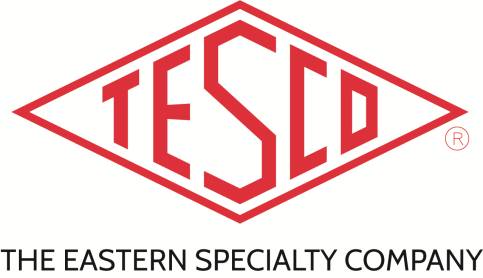 TESCO
®
THE EASTERN SPECIALTY COMPANY